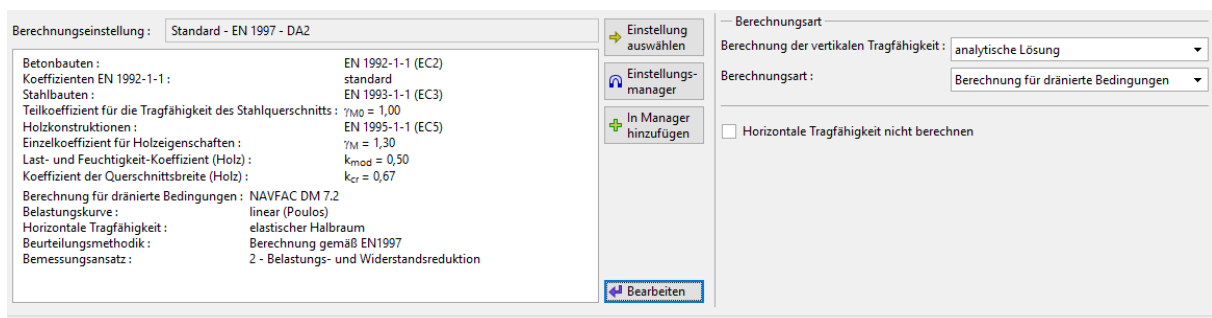 Berechnungseinstellung : Standard - EN 1997 - DA2
Betonbauten : EN 1992-1-1 (EC2)
Koeffizienten EN 1992-1-1 : standard
Stahlbauten : EN 1993-1-1 (EC3)
Teilkoeffizient für die Tragfähigkeit des Stahlquerschnitts : γM0 = 1,00
Holzkonstruktionen : EN 1995-1-1 (EC5)
Einzelkoeffizient für Holzeigenschaften : γM = 1,30
Last- und Feuchtigkeit-Koeffizient (Holz) : kmod = 0,50
Koeffizient der Querschnittsbreite (Holz) : kcr = 0,67
Berechnung für dränierte Bedingungen : NAVFAC DM 7.2
Belastungskurve : linear (Poulos)
Horizontale Tragfähigkeit : elastischer Halbraum
Beurteilungsmethodik : Berechnung gemäß EN1997
Bemessungsansatz : 2 - Belastungs- und Widerstandsreduktion
Einstellung
auswählen
Einstellungs-
manager
In Manager
hinzufügen
Bearbeiten
Berechnungsart
Berechnung der vertikalen Tragfähigkeit : analytische Lösung
Berechnungsart : Berechnung für dränierte Bedingungen
Horizontale Tragfähigkeit nicht berechnen